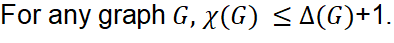 For any graph 𝐺, 𝜒(𝐺) ≤ Δ(𝐺)+1.